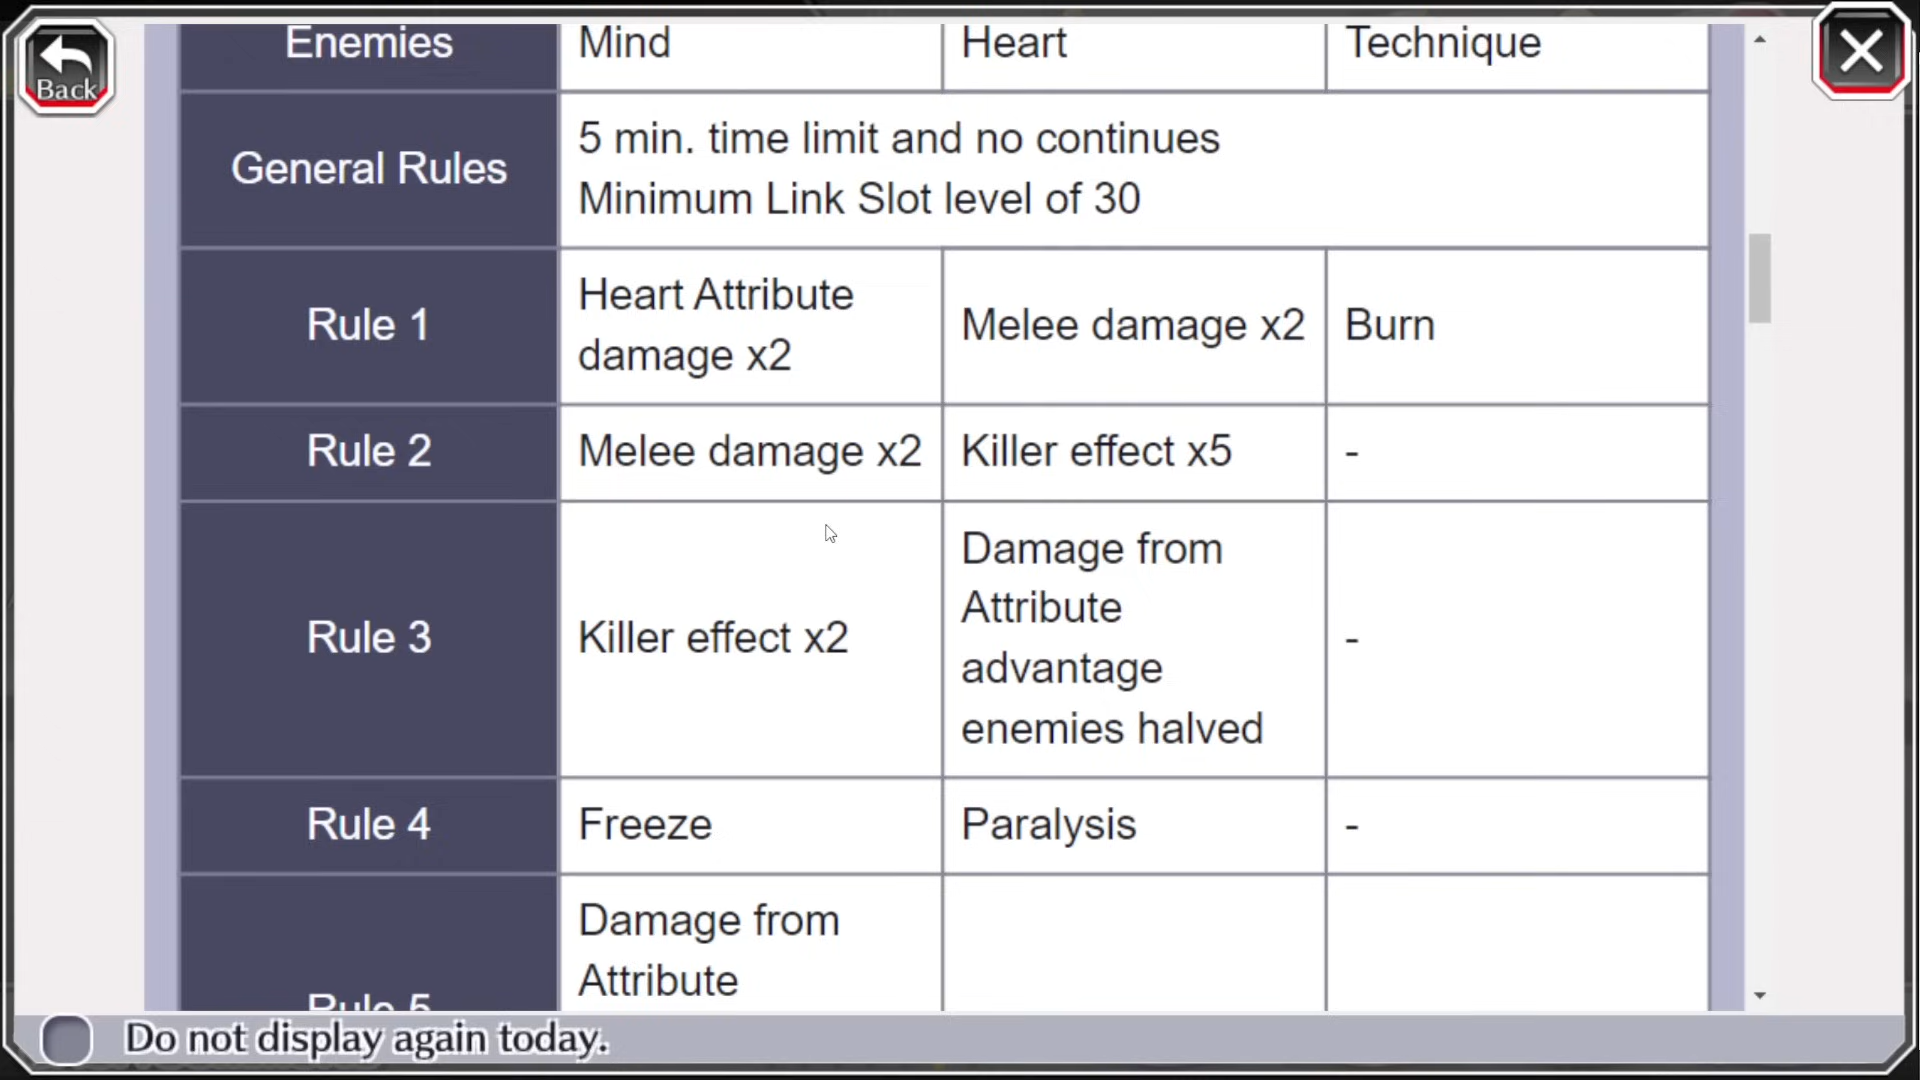 Back
Enemies
Mind
Heart
Technique
General Rules
5 min. time limit and no continues
Minimum Link Slot level of 30
Rule 1
Heart Attribute
damage x2
Melee damage x2
Burn
Rule 2
Melee damage x2
Killer effect x5
-
Rule 3
Killer effect x2
Damage from
Attribute
advantage
enemies halved
-
Rule 4
Freeze
Paralysis
-
Rule 5
Damage from
Attribute
Do not display again today.